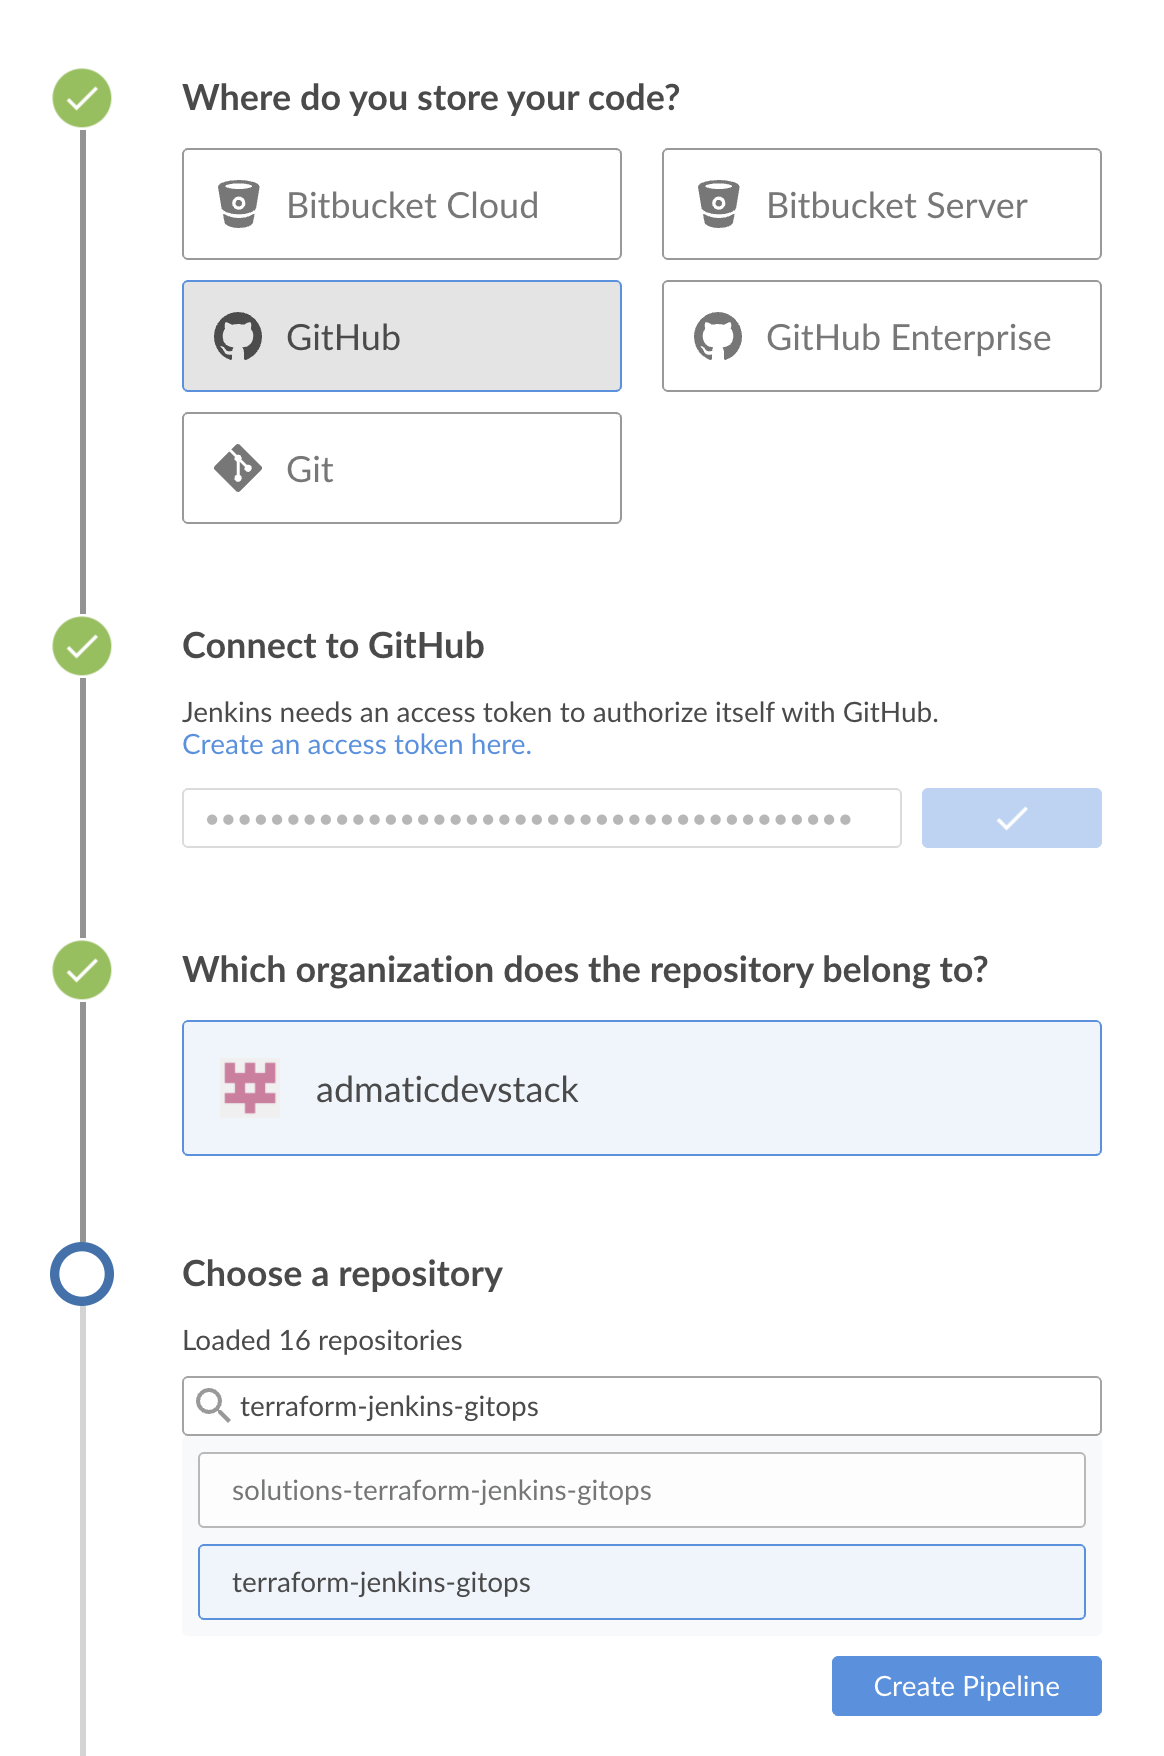 Where do you store your code?
Bitbucket Cloud
Bitbucket Server
GitHub
GitHub Enterprise
Git
Connect to GitHub
Jenkins needs an access token to authorize itself with GitHub.
Create an access token here.
Which organization does the repository belong to?
admaticdevstack
Choose a repository
Loaded 16 repositories
terraform-jenkins-gitops
solutions-terraform-jenkins-gitops
terraform-jenkins-gitops
Create Pipeline